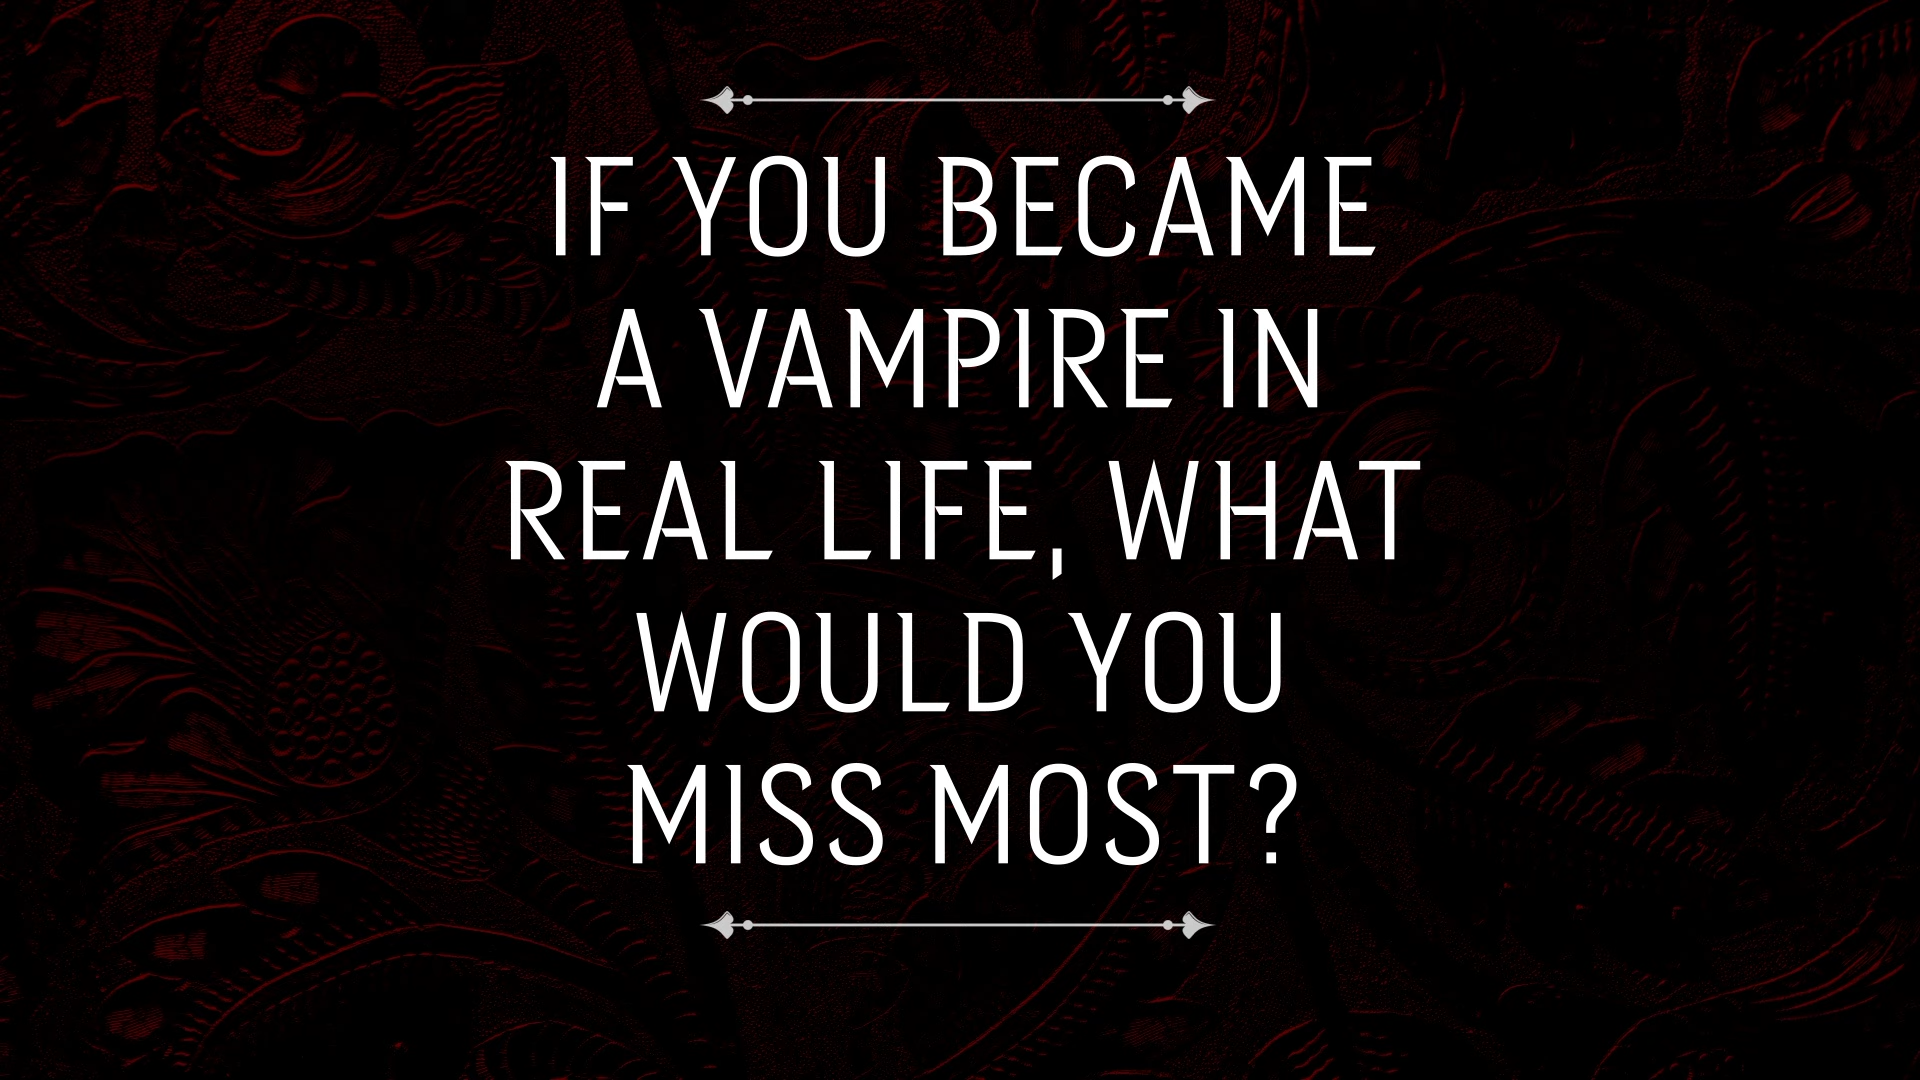 IF YOU BECAME
A VAMPIRE IN
REAL LIFE, WHAT
WOULD YOU
MISS MOST?